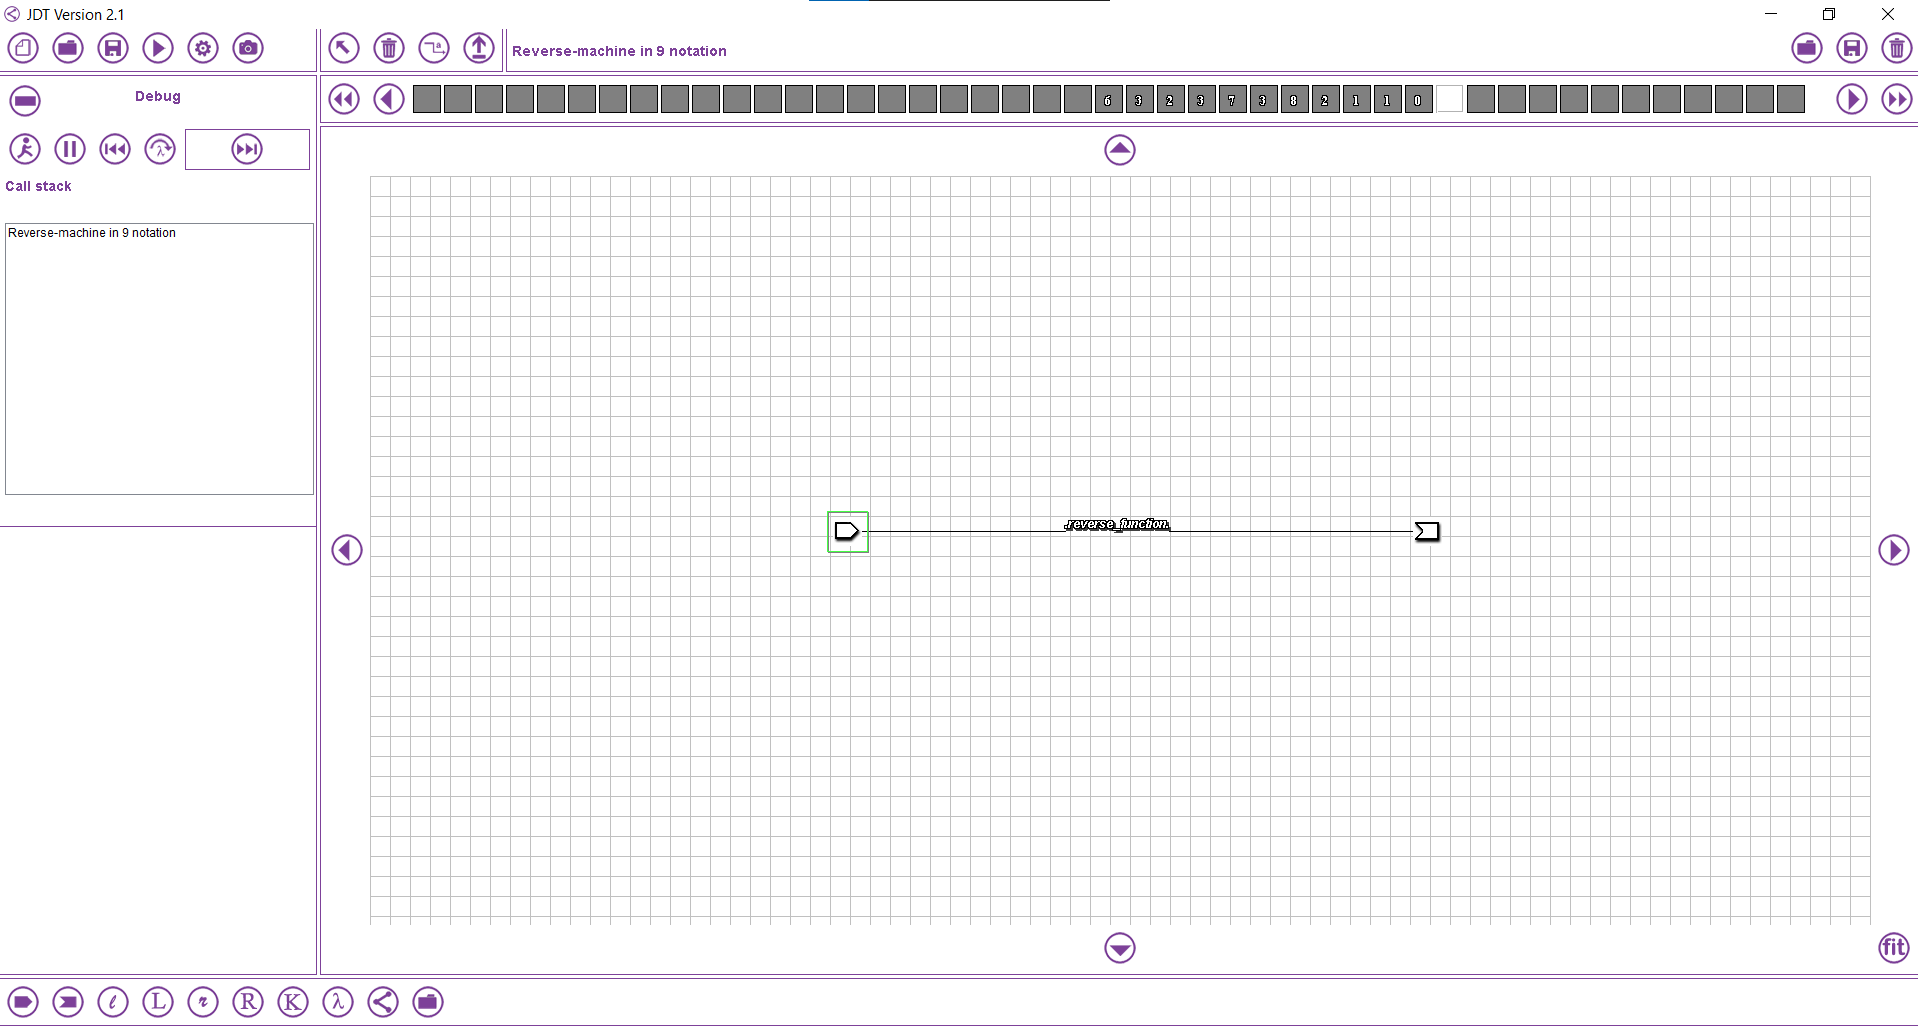 JDT Version 2.1
Reverse-machine in 9 notation
Debug
6 3 2 3 7 3 8 2 1 1 0
Call stack
Reverse-machine in 9 notation
.reverse_function.
fit
l L r R K λ